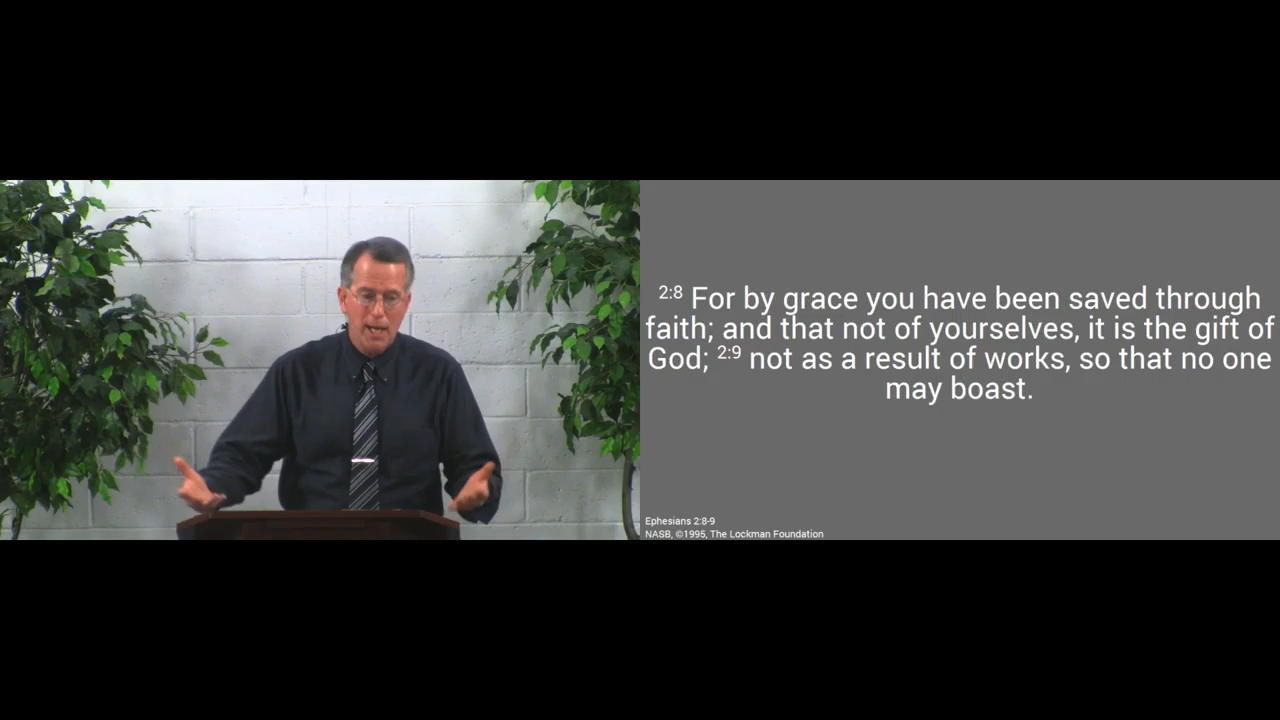 2:8 For by grace you have been saved through
faith; and that not of yourselves, it is the gift of
God; 2:9 not as a result of works, so that no one
may boast.
Ephesians 2:8-9
NASB, ©1995, The Lockman Foundation